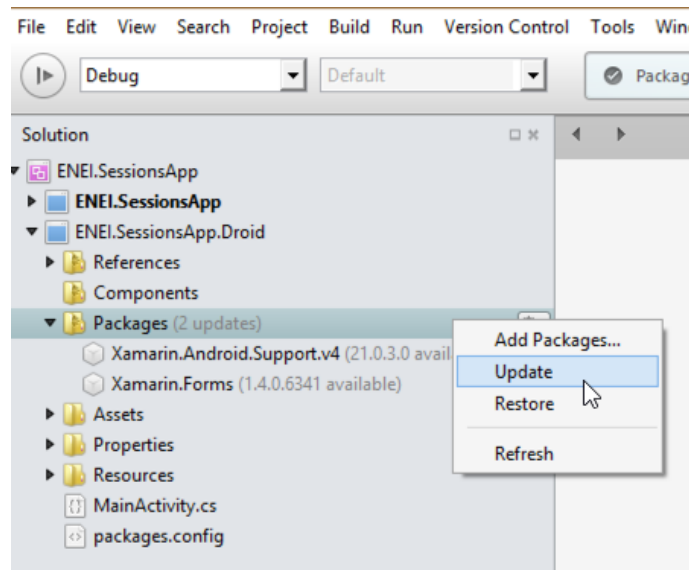 File Edit View Search Project Build Run Version Control Tools
Debug Default
Solution
ENEI.SessionsApp
ENEI.SessionsApp
ENEI.SessionsApp.Droid
References
Components
Packages (2 updates)
Add Packages...
Xamarin.Android.Support.v4 (21.0.3.0
Update
Xamarin.Forms (1.4.0.6341 available)
Restore
Assets
Properties
Refresh
Resources
MainActivity.cs
packages.config